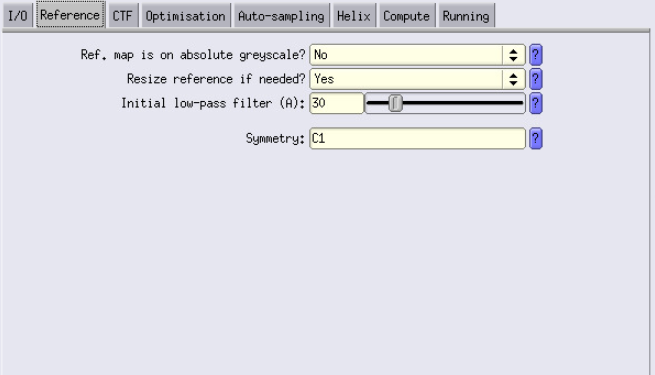 I/O Reference CTF Optimisation Auto-sampling Helix Compute Running
Ref. map is on absolute greyscale? No ?
Resize reference if needed? Yes ?
Initial low-pass filter (A): 30 ?
Symmetry: C1 ?